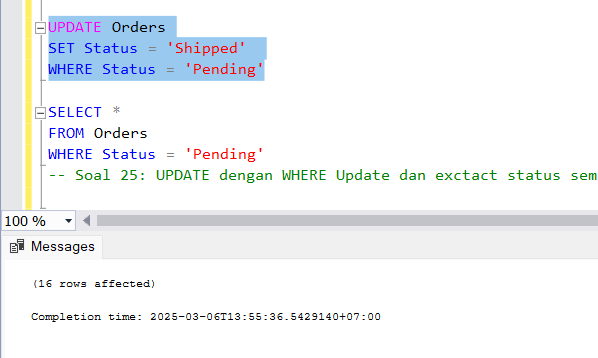 UPDATE Orders
SET Status = 'Shipped'
WHERE Status = 'Pending'
SELECT *
FROM Orders
WHERE Status = 'Pending'
-- Soal 25: UPDATE dengan WHERE Update dan exctact status sem
100 %
Messages
(16 rows affected)
Completion time: 2025-03-06T13:55:36.5429140+07:00